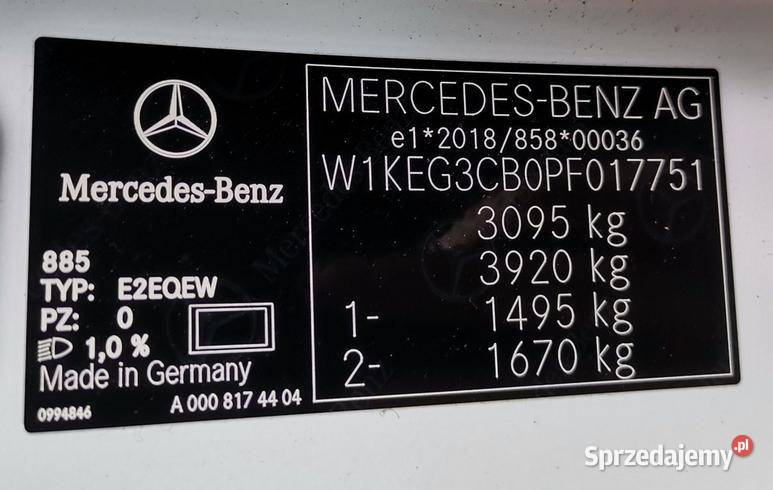 Mercedes-Benz
885
TYP: E2EQEW
PZ: 0
1,0 %
Made in Germany
0994846
A 000 817 44 04
MERCEDES-BENZ AG
e1*2018/858*00036
W1KEG3CB0PF017751
3095 kg
3920 kg
1- 1495 kg
2- 1670 kg
Sprzedajemy.pl